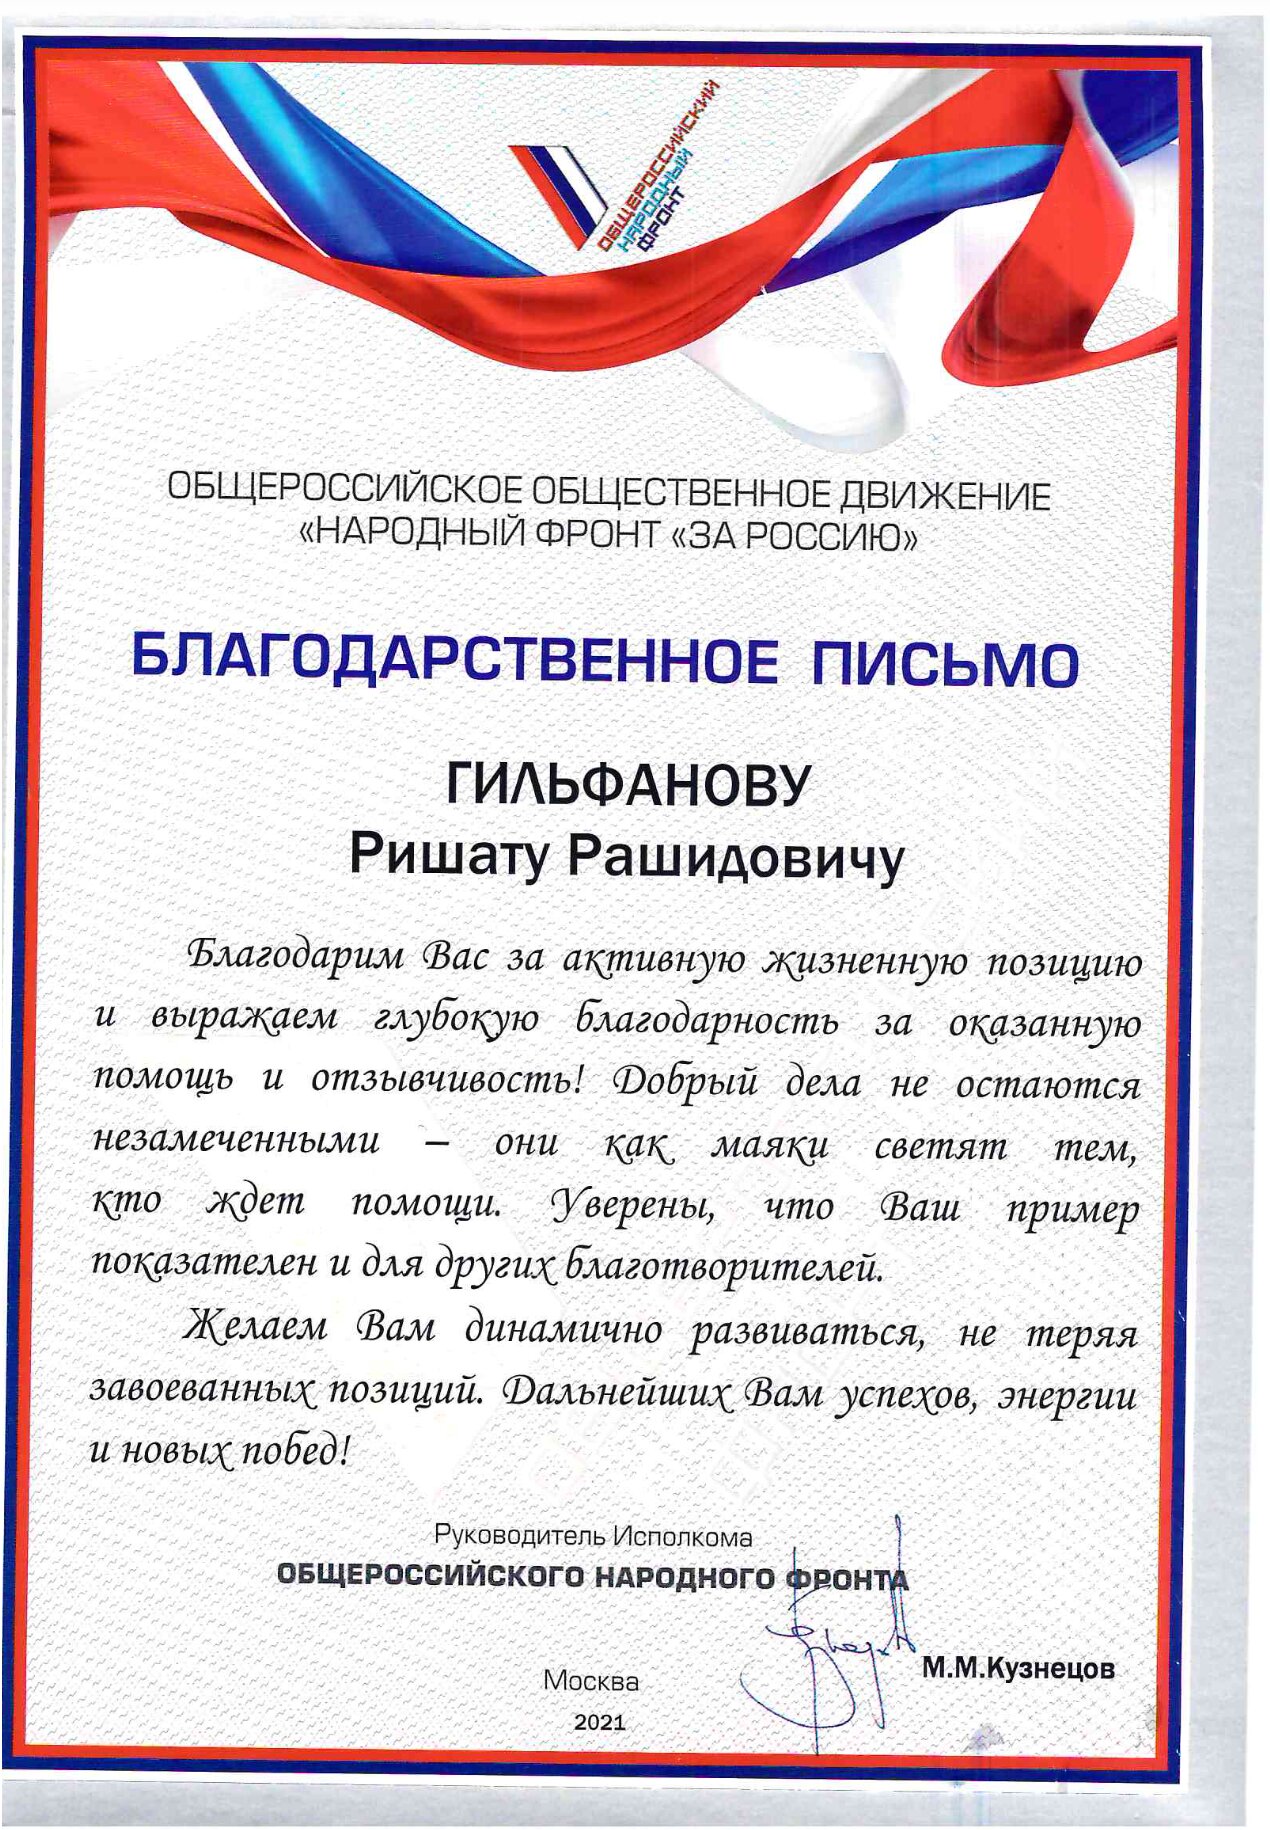 ОБЩЕРОССИЙСКИЙ
НАРОДНЫЙ
ФРОНТ
ОБЩЕРОССИЙСКОЕ ОБЩЕСТВЕННОЕ ДВИЖЕНИЕ
«НАРОДНЫЙ ФРОНТ «ЗА РОССИЮ»
БЛАГОДАРСТВЕННОЕ ПИСЬМО
ГИЛЬФАНОВУ
Ришату Рашидовичу
Благодарим Вас за активную жизненную позицию
и выражаем глубокую благодарность за оказанную
помощь и отзывчивость! Добрый дела не остаются
незамеченными – они как маяки светят тем,
кто ждет помощи. Уверены, что Ваш пример
показателен и для других благотворителей.
Желаем Вам динамично развиваться, не теряя
завоеванных позиций. Дальнейших Вам успехов, энергии
и новых побед!
Руководитель Исполкома
ОБЩЕРОССИЙСКОГО НАРОДНОГО ФРОНТА
М.М.Кузнецов
Москва
2021